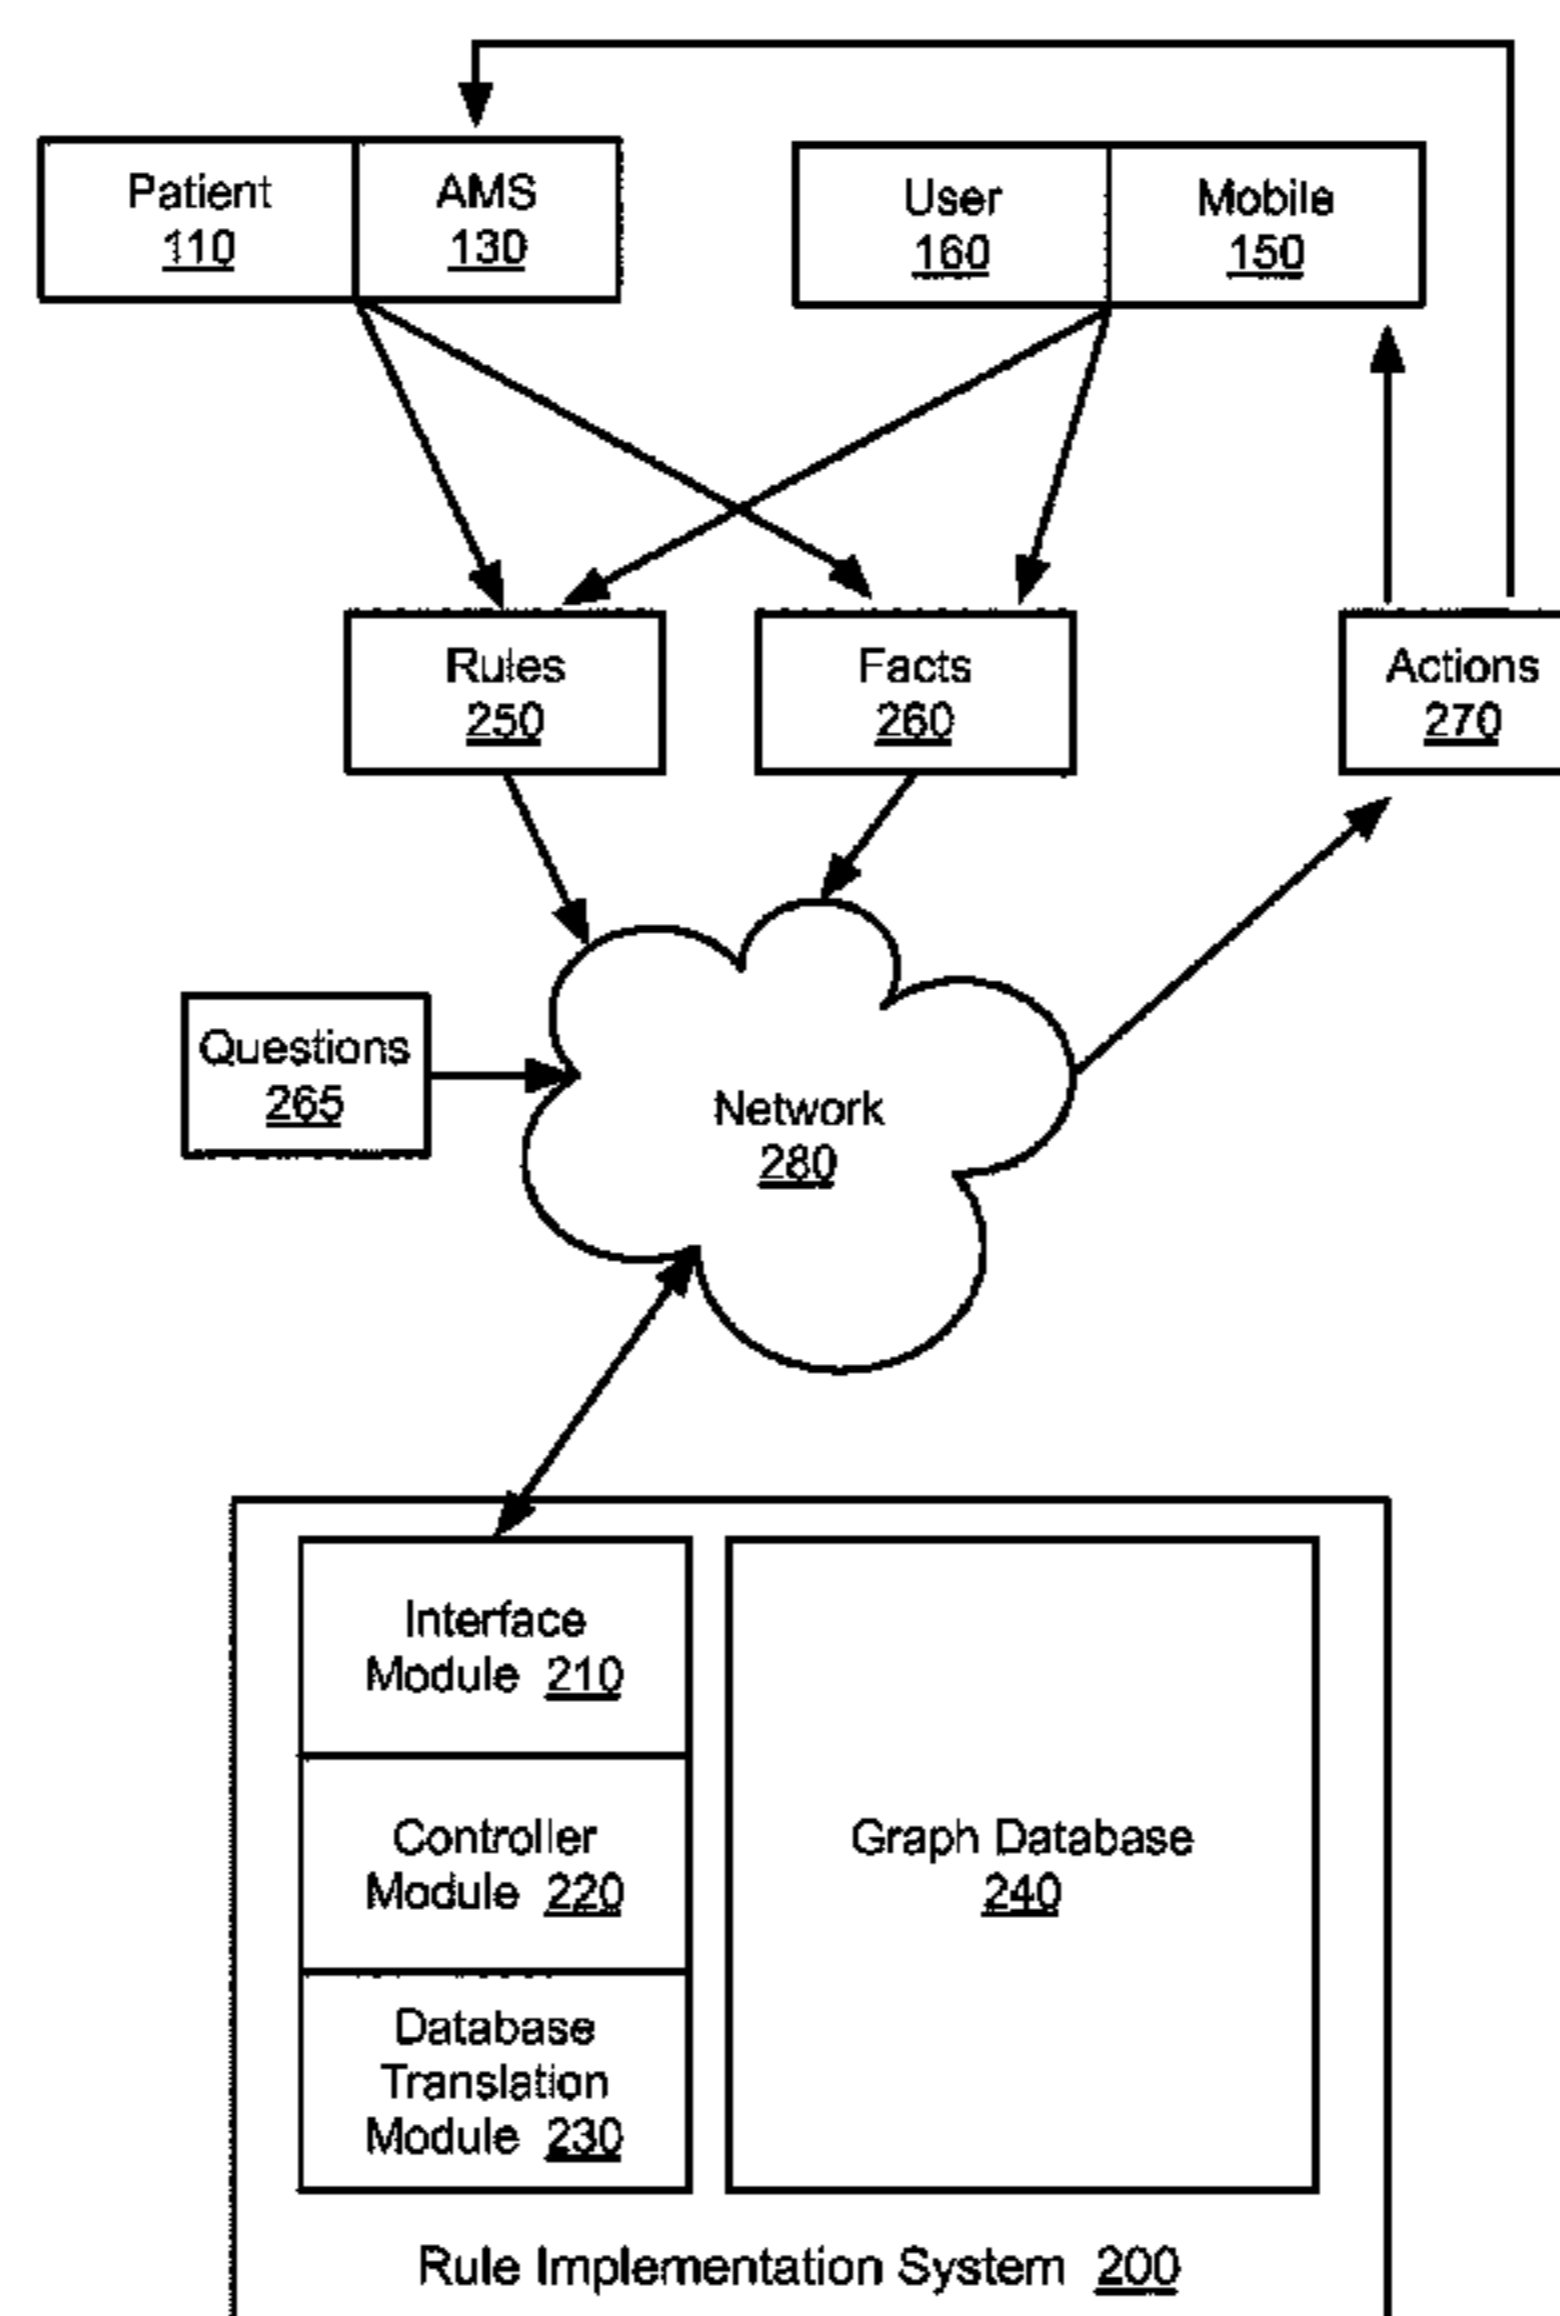 Patient
110
AMS
130
User
160
Mobile
150
Rules
250
Facts
260
Actions
270
Questions
265
Network
280
Interface
Module 210
Controller
Module 220
Database
Translation
Module 230
Graph Database
240
Rule Implementation System 200